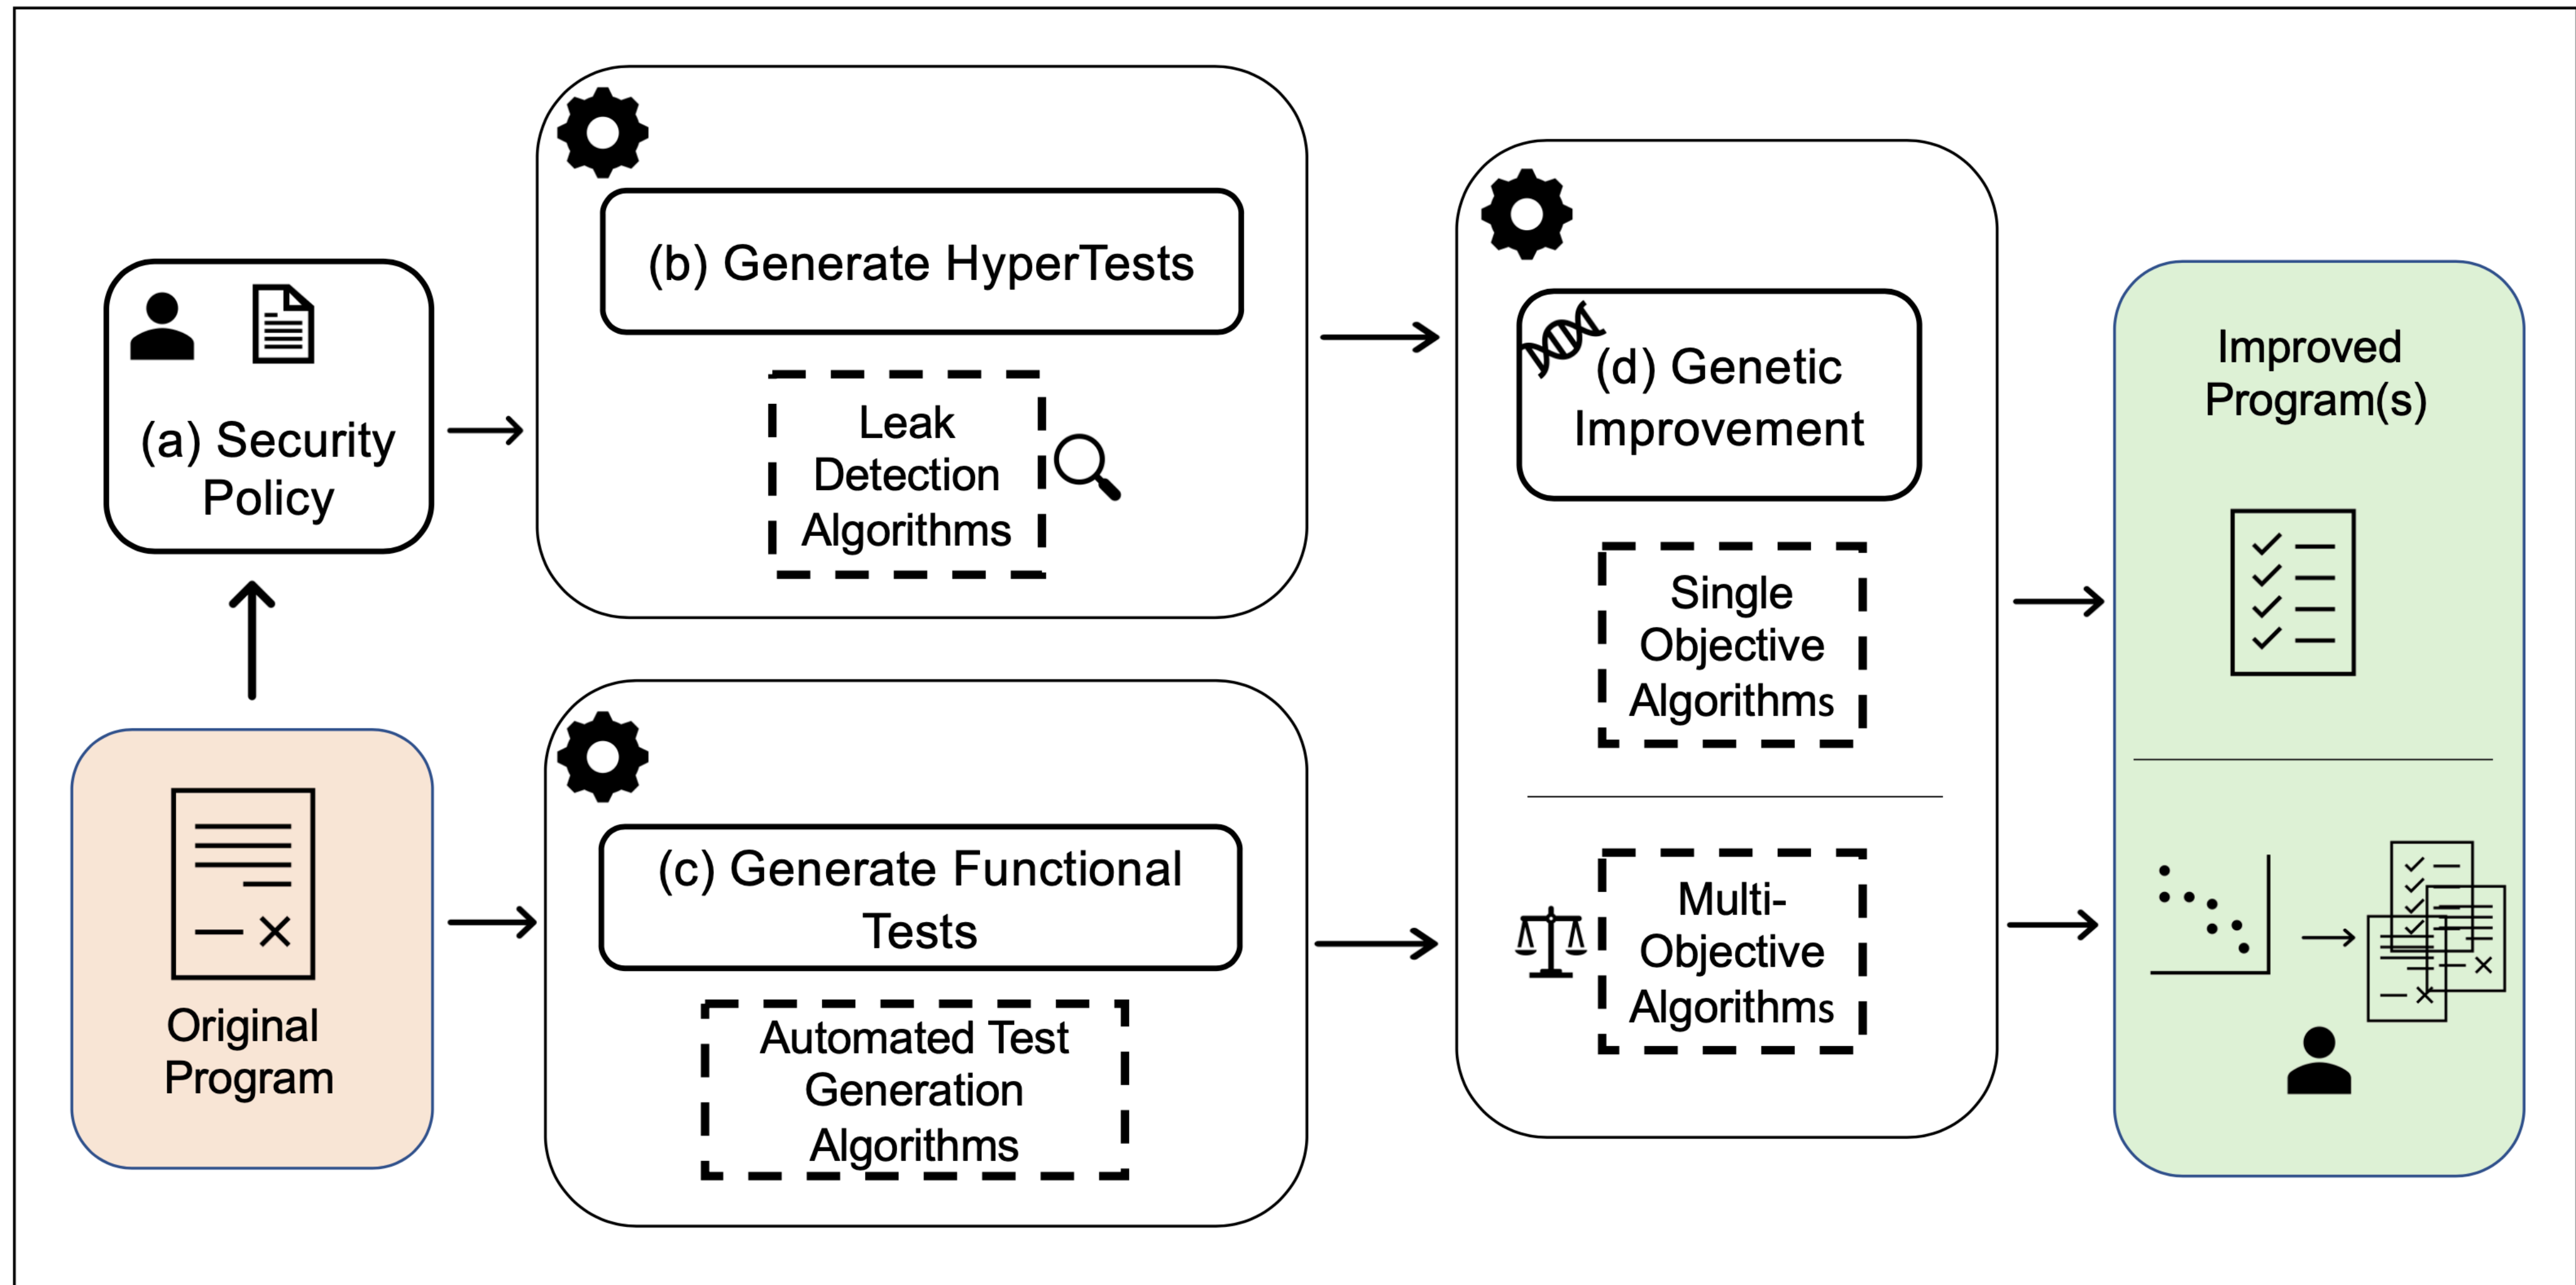 (a) Security
Policy
Original
Program
(b) Generate HyperTests
Leak
Detection
Algorithms
(c) Generate Functional
Tests
Automated Test
Generation
Algorithms
(d) Genetic
Improvement
Single
Objective
Algorithms
Multi-
Objective
Algorithms
Improved
Program(s)